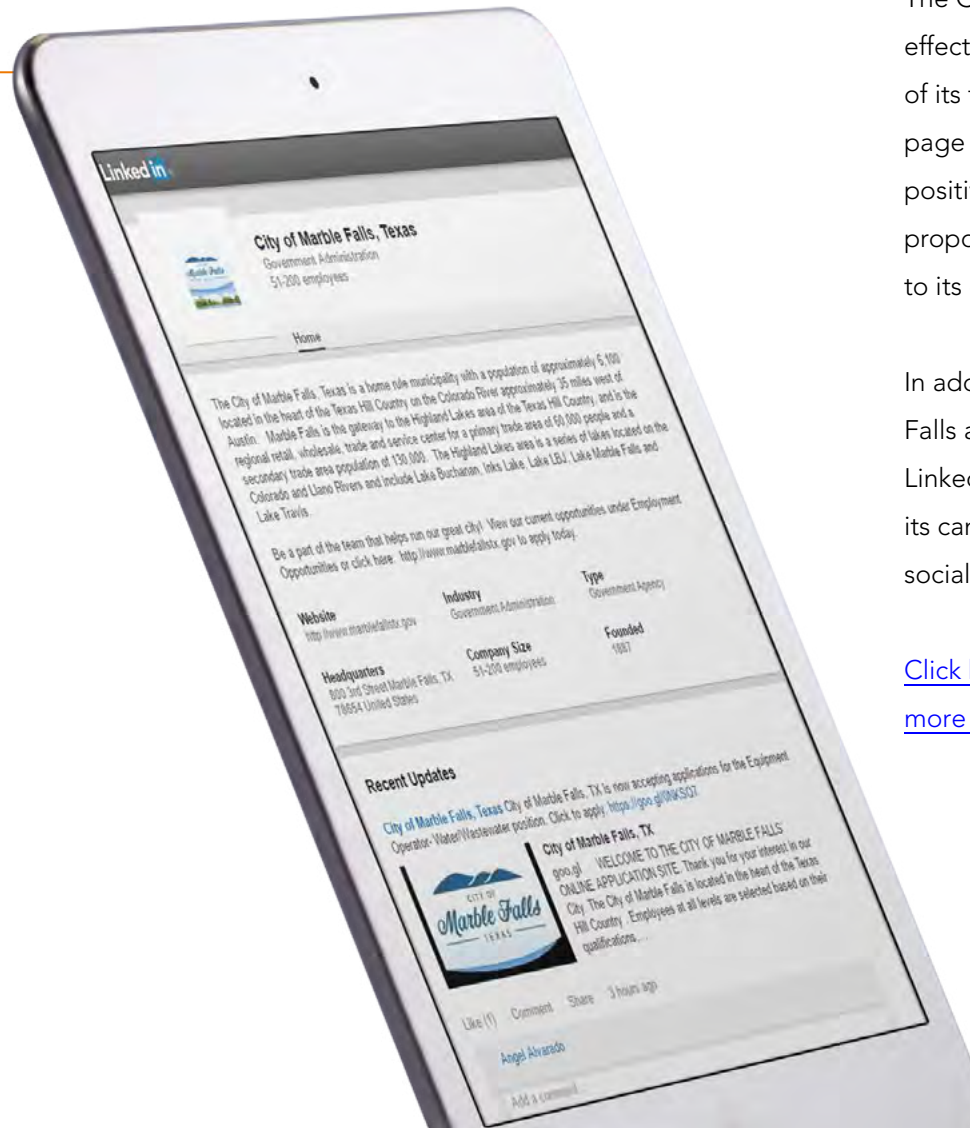 Linked in
City of Marble Falls, Texas
Government Administration
51-200 employees
Home
The City of Marble Falls, Texas is a home rule municipality with a population of approximately 6,100
located in the heart of the Texas Hill Country on the Colorado River approximately 35 miles west of
Austin. Marble Falls is the gateway to the Highland Lakes area of the Texas Hill Country, and is the
regional retail, wholesale, trade and service center for a primary trade area of 60,000 people and a
secondary trade area population of 130,000. The Highland Lakes area is a series of lakes located on the
Colorado and Llano Rivers and include Lake Buchanan, Inks Lake, Lake LBJ, Lake Marble Falls and
Lake Travis.
Be a part of the team that helps run our great city! View our current opportunities under Employment
Opportunities or click here. http://www.marblefallstx.gov to apply today.
Website
http://www.marblefallstx.gov
Industry
Government Administration
Type
Government Agency
Headquarters
800 3rd Street Marble Falls, TX
78654 United States
Company Size
51-200 employees
Founded
1887
Recent Updates
City of Marble Falls, Texas City of Marble Falls, TX is now accepting applications for the Equipment
Operator- Water/Wastewater position. Click to apply:
CITY OF
Marble Falls
TEXAS
City of Marble Falls, TX
goo.gl WELCOME TO THE CITY OF MARBLE FALLS'
ONLINE APPLICATION SITE. Thank you for your interest in our
City. The City of Marble Falls is located in the heart of the Texas
Hill Country. Employees at all levels are selected based on their
qualifications,...
Like (1) Comment Share 3 hours ago
Angel Alvarado
Add a comment...
effect
of its
page
positi
propo
to its
In add
Falls a
Linked
its ca
social
Click
more